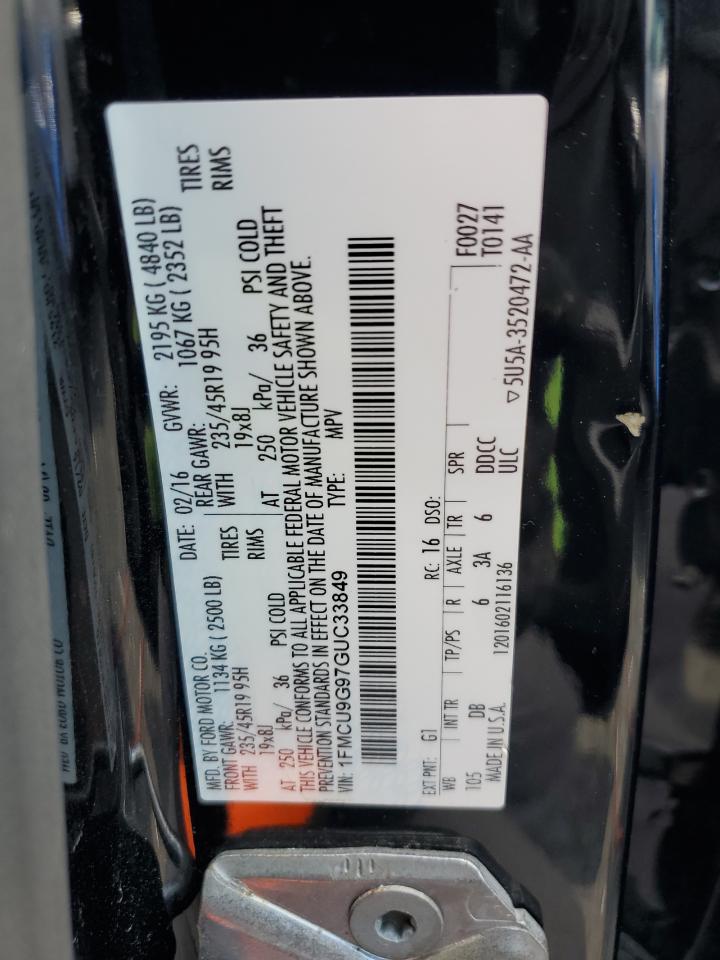 MFD. BY FORD MOTOR CO.
DATE: 02/16 GVWR: 2195 KG ( 4840 LB)
FRONT GAWR: 1134 KG ( 2500 LB) REAR GAWR: 1067 KG ( 2352 LB)
WITH 235/45R19 95H TIRES WITH 235/45R19 95H TIRES
19x8J RIMS 19x8J RIMS
AT 250 kPa/ 36 PSI COLD AT 250 kPa/ 36 PSI COLD
THIS VEHICLE CONFORMS TO ALL APPLICABLE FEDERAL MOTOR VEHICLE SAFETY AND THEFT
PREVENTION STANDARDS IN EFFECT ON THE DATE OF MANUFACTURE SHOWN ABOVE.
VIN: 1FMCU9G97GUC33849 TYPE: MPV
EXT PNT: G1 RC: 16 DSO: F0027
WB INT TR TP/PS R AXLE TR SPR T0141
105 DB 6 3A 6 DDCC
MADE IN U.S.A. 1201602116136 ULC ▽5U5A-3520472-AA